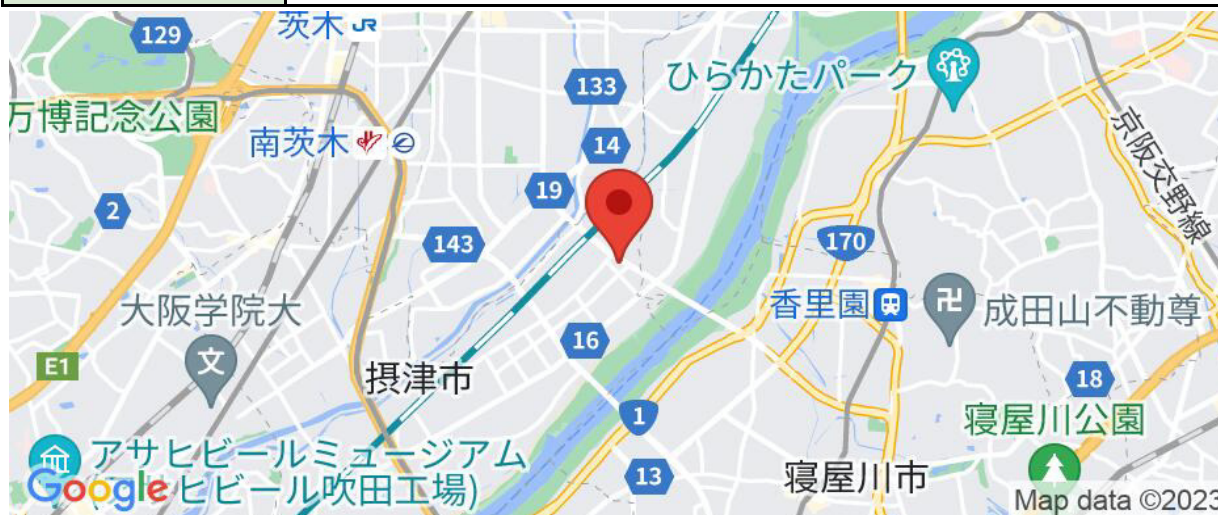 129
茨木 JR
ひらかたパーク
133
万博記念公園
南茨木
14
京阪交野線
19
2
143
170
香里園
卍
成田山不動尊
大阪学院大
文
16
E1
摂津市
18
1
寝屋川公園
アサヒビールミュージアム
ヒビール吹田工場)
Google
13
寝屋川市
Map data ©2023